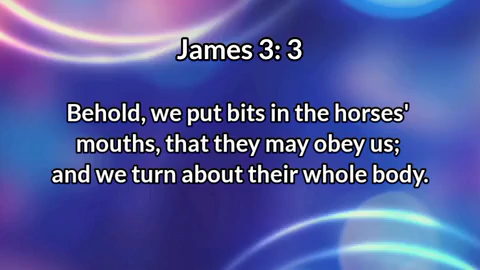 James 3: 3
Behold, we put bits in the horses'
mouths, that they may obey us;
and we turn about their whole body.